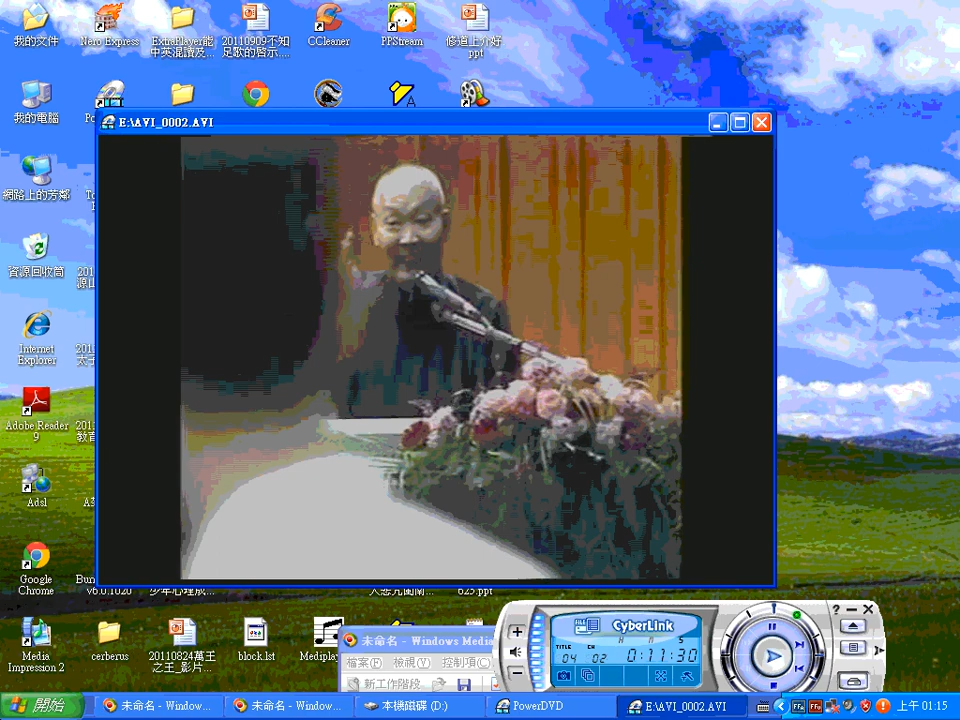 我的文件
Nero Express
ExtraPlayer能
中英混讀及...
20110909不知
足歌的啓示....
CCleaner
PPStream
修道上介好
ppt
我的電腦
E:\AVI_0002.AVI
網路上的芳鄰
資源回收筒
Internet
Explorer
Adobe Reader
9
Adsl
Google
Chrome
v6.0.1020
623.ppt
Media
Impression 2
cerberus
20110824萬王
之王_影片...
block.lst
未命名 - Windows Media
檔案(F) 檢視(V) 控制項(C)
新工作階段
CyberLink
H M S
TITLE CH
04 02 0:11:30
開始
未命名 - Window...
未命名 - Window...
本機磁碟 (D:)
PowerDVD
E:\AVI_0002.AVI
上午 01:15